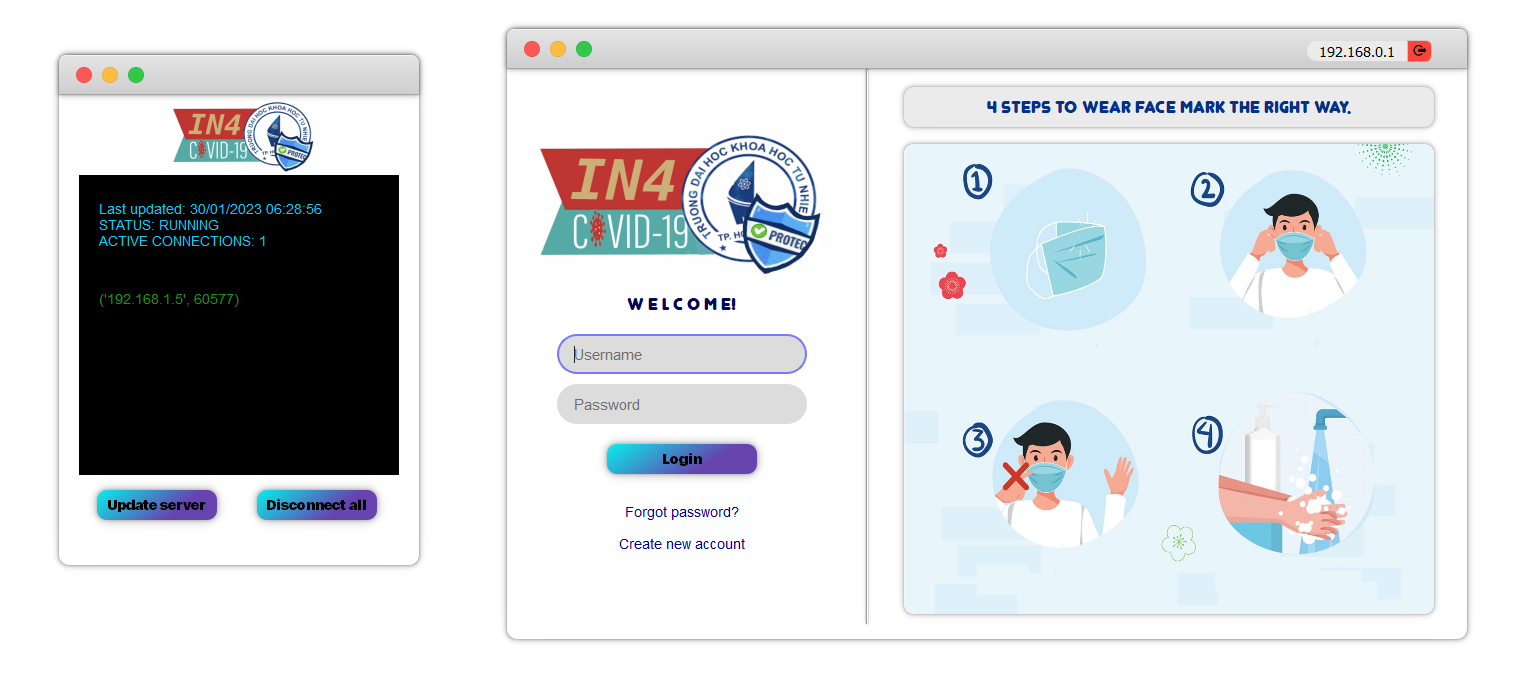 IN4
COVID-19
TRUONG DAI HOC KHOA HOC TU NHIE
TP. H
PROTEC
Last updated: 30/01/2023 06:28:56
STATUS: RUNNING
ACTIVE CONNECTIONS: 1
('192.168.1.5', 60577)
Update server
Disconnect all
192.168.0.1
IN4
COVID-19
TRUONG DAI HOC KHOA HOC TU NHIE
TP. HO
PROTEC
WELCOME!
Username
Password
Login
Forgot password?
Create new account
4 STEPS TO WEAR FACE MARK THE RIGHT WAY.
1
2
3
4